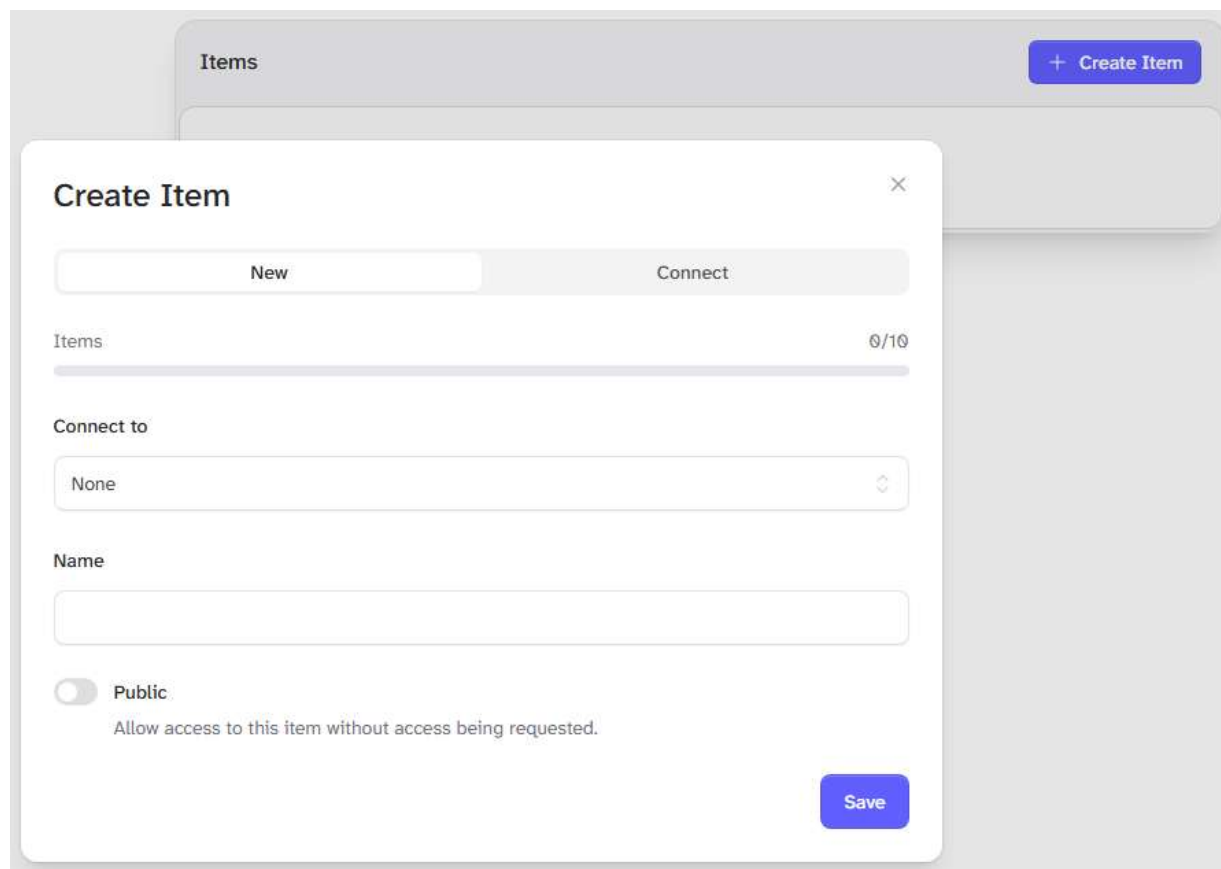 Items
+ Create Item
Create Item
New Connect
Items 0/10
Connect to
None
Name
Public
Allow access to this item without access being requested.
Save